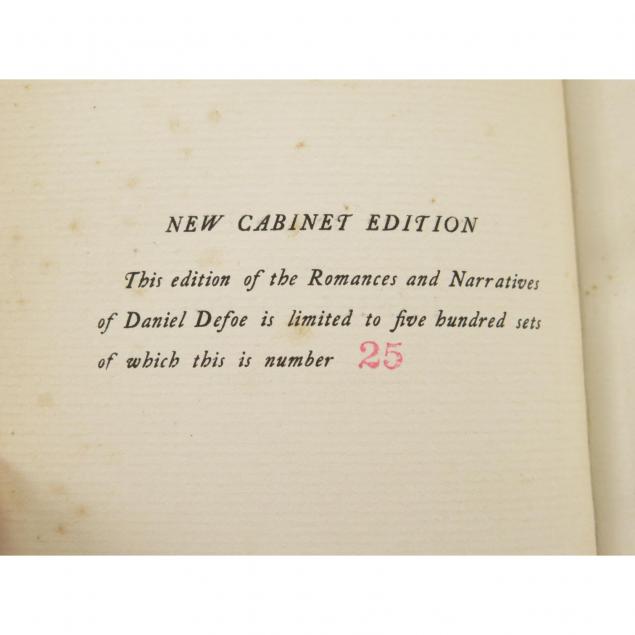 NEW CABINET EDITION
This edition of the Romances and Narratives
of Daniel Defoe is limited to five hundred sets
of which this is number 25